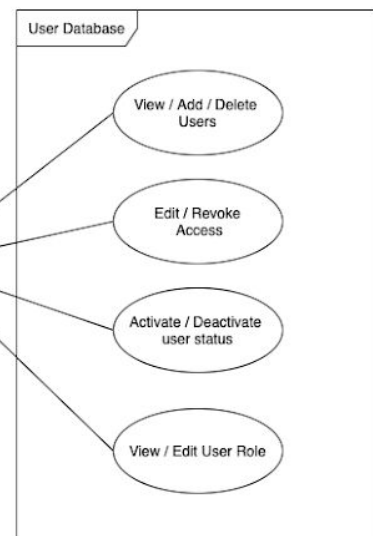 User Database
View / Add / Delete
Users
Edit / Revoke
Access
Activate / Deactivate
user status
View / Edit User Role